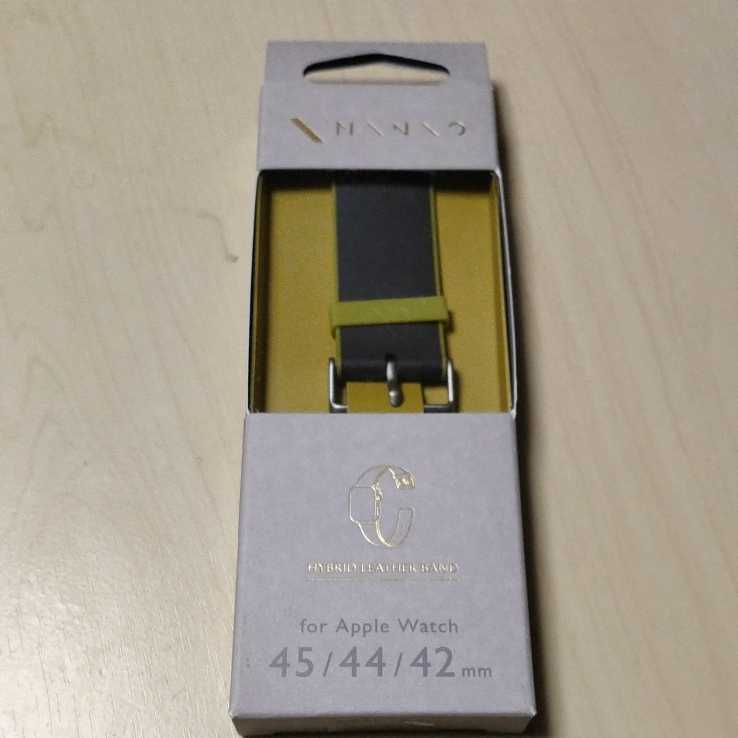 HYBRID LEATHER BAND
for Apple Watch
45/44/42mm